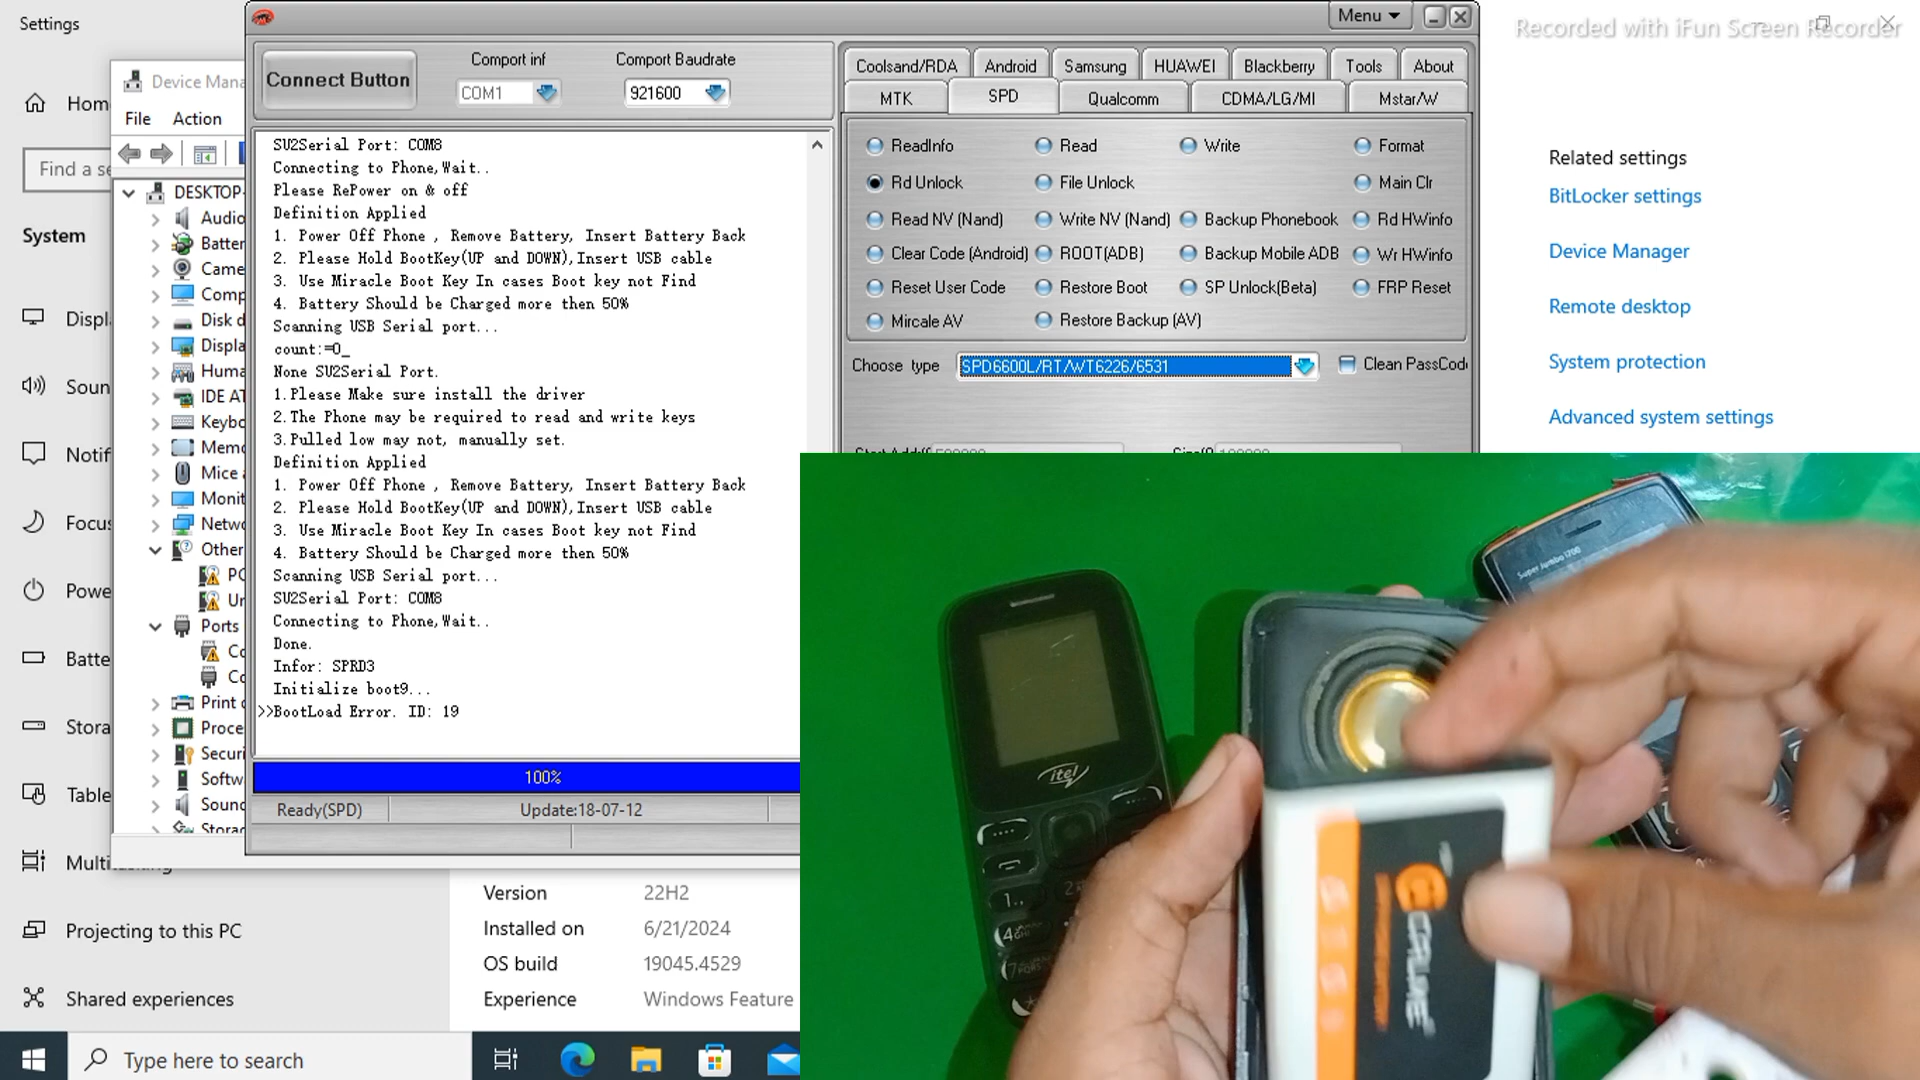 Settings
Hom
Find a se
System
Displ
Soun
Notif
Focus
Powe
Batte
Stora
Table
Multitasking
Projecting to this PC
Shared experiences
Device Mana
File Action
DESKTOP-
Audio
Batter
Came
Comp
Disk d
Displa
Huma
IDE AT
Keybo
Memo
Mice a
Monit
Netwo
Other
PC
Un
Ports
Co
Co
Print q
Proce
Securi
Softw
Sound
Storag
Menu
Connect Button
Comport inf
COM1
Comport Baudrate
921600
SU2Serial Port: COM8
Connecting to Phone,Wait..
Please RePower on & off
Definition Applied
1. Power Off Phone , Remove Battery, Insert Battery Back
2. Please Hold BootKey(UP and DOWN),Insert USB cable
3. Use Miracle Boot Key In cases Boot key not Find
4. Battery Should be Charged more then 50%
Scanning USB Serial port...
count:=0_
None SU2Serial Port.
1.Please Make sure install the driver
2.The Phone may be required to read and write keys
3.Pulled low may not, manually set.
Definition Applied
1. Power Off Phone , Remove Battery, Insert Battery Back
2. Please Hold BootKey(UP and DOWN),Insert USB cable
3. Use Miracle Boot Key In cases Boot key not Find
4. Battery Should be Charged more then 50%
Scanning USB Serial port...
SU2Serial Port: COM8
Connecting to Phone,Wait..
Done.
Infor: SPRD3
Initialize boot9...
>>BootLoad Error. ID: 19
100%
Ready(SPD) Update:18-07-12
Coolsand/RDA Android Samsung HUAWEI Blackberry Tools About
MTK SPD Qualcomm CDMA/LG/MI Mstar/W
ReadInfo Read Write Format
Rd Unlock File Unlock Main Clr
Read NV (Nand) Write NV (Nand) Backup Phonebook Rd HWinfo
Clear Code (Android) ROOT(ADB) Backup Mobile ADB Wr HWinfo
Reset User Code Restore Boot SP Unlock(Beta) FRP Reset
Mircale AV Restore Backup (AV)
Choose type SPD6600L/RT/WT6226/6531 Clean PassCod
Recorded with iFun Screen Recorder
Related settings
BitLocker settings
Device Manager
Remote desktop
System protection
Advanced system settings
Version 22H2
Installed on 6/21/2024
OS build 19045.4529
Experience Windows Feature
Type here to search
itel
Super Jumbo i700